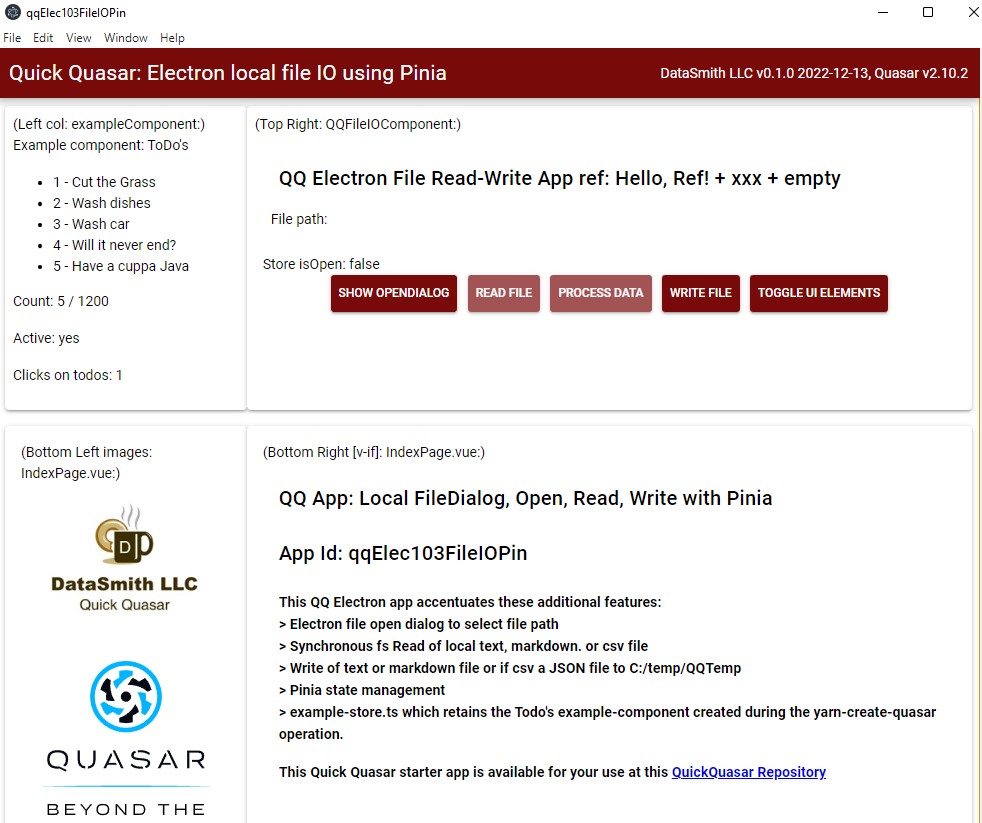 qqElec103FileIOPin
File Edit View Window Help
Quick Quasar: Electron local file IO using Pinia
DataSmith LLC v0.1.0 2022-12-13, Quasar v2.10.2
(Left col: exampleComponent:)
Example component: ToDo's
• 1 - Cut the Grass
• 2 - Wash dishes
• 3 - Wash car
• 4 - Will it never end?
• 5 - Have a cuppa Java
Count: 5 / 1200
Active: yes
Clicks on todos: 1
(Top Right: QQFileIOComponent:)
QQ Electron File Read-Write App ref: Hello, Ref! + xxx + empty
File path:
Store isOpen: false
SHOW OPENDIALOG READ FILE PROCESS DATA WRITE FILE TOGGLE UI ELEMENTS
(Bottom Left images:
IndexPage.vue:)
D
DataSmith LLC
Quick Quasar
QUASAR
BEYOND THE
(Bottom Right [v-if]: IndexPage.vue:)
QQ App: Local FileDialog, Open, Read, Write with Pinia
App Id: qqElec103FileIOPin
This QQ Electron app accentuates these additional features:
> Electron file open dialog to select file path
> Synchronous fs Read of local text, markdown. or csv file
> Write of text or markdown file or if csv a JSON file to C:/temp/QQTemp
> Pinia state management
> example-store.ts which retains the Todo's example-component created during the yarn-create-quasar
operation.
This Quick Quasar starter app is available for your use at this QuickQuasar Repository